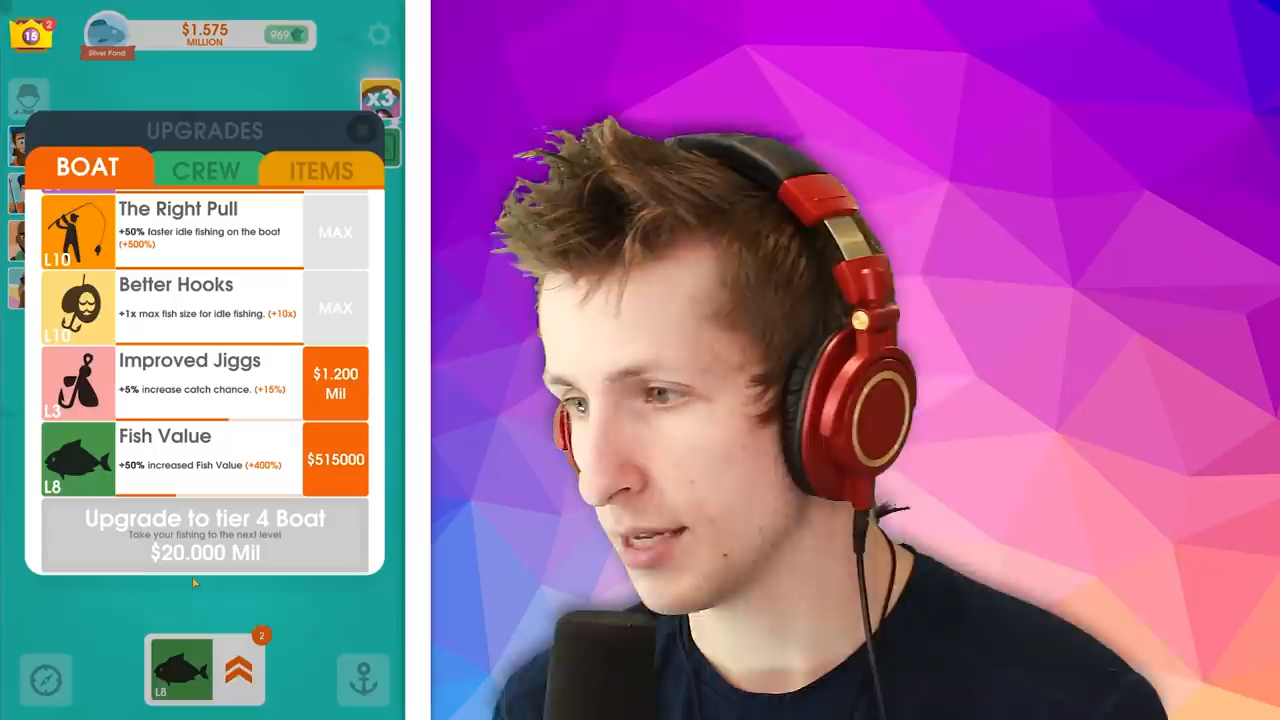 15
2
Silver Pond
$1.575
MILLION
969
x3
UPGRADES
BOAT
CREW
ITEMS
The Right Pull
+50% faster idle fishing on the boat
(+500%)
L10
MAX
Better Hooks
+1x max fish size for idle fishing. (+10x)
L10
MAX
Improved Jiggs
+5% increase catch chance. (+15%)
L3
$1.200
Mil
Fish Value
+50% increased Fish Value (+400%)
L8
$515000
Upgrade to tier 4 Boat
Take your fishing to the next level
$20.000 Mil
L8
2